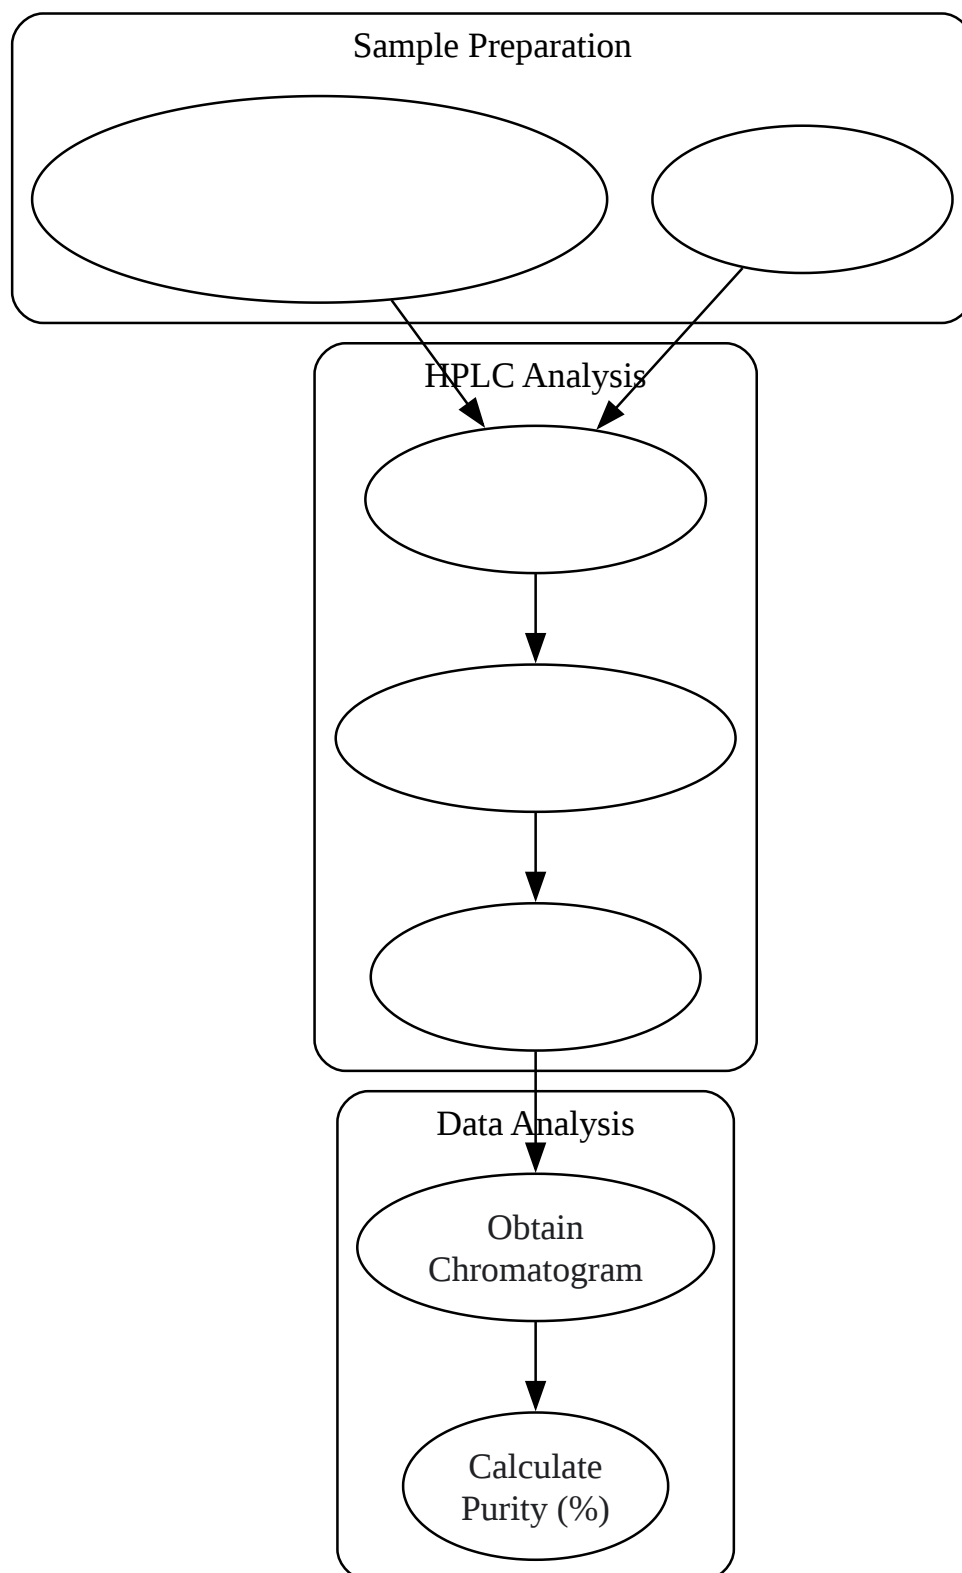 Sample Preparation
HPLC Analysis
Data Analysis
Obtain
Chromatogram
Calculate
Purity (%)